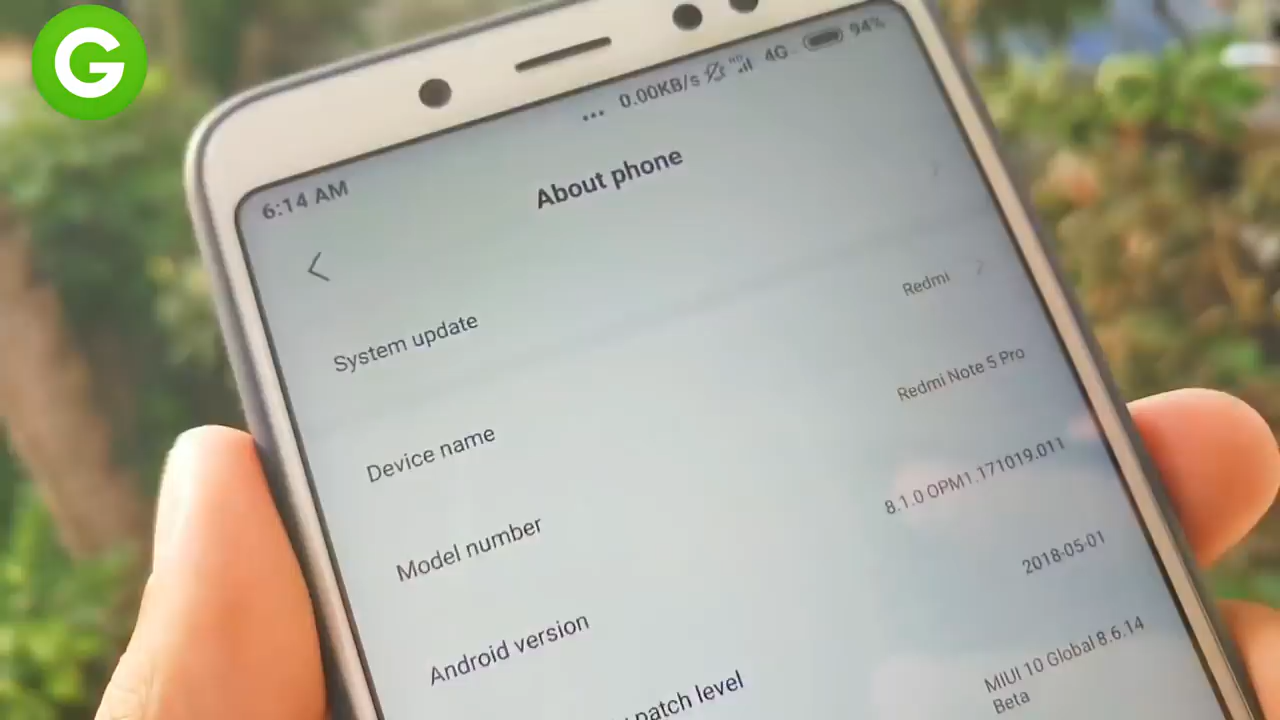 G
6:14 AM
... 0.00KB/s HD 4G 94%
About phone
System update
Device name Redmi
Model number Redmi Note 5 Pro
Android version 8.1.0 OPM1.171019.011
patch level 2018-05-01
MIUI 10 Global 8.6.14
Beta